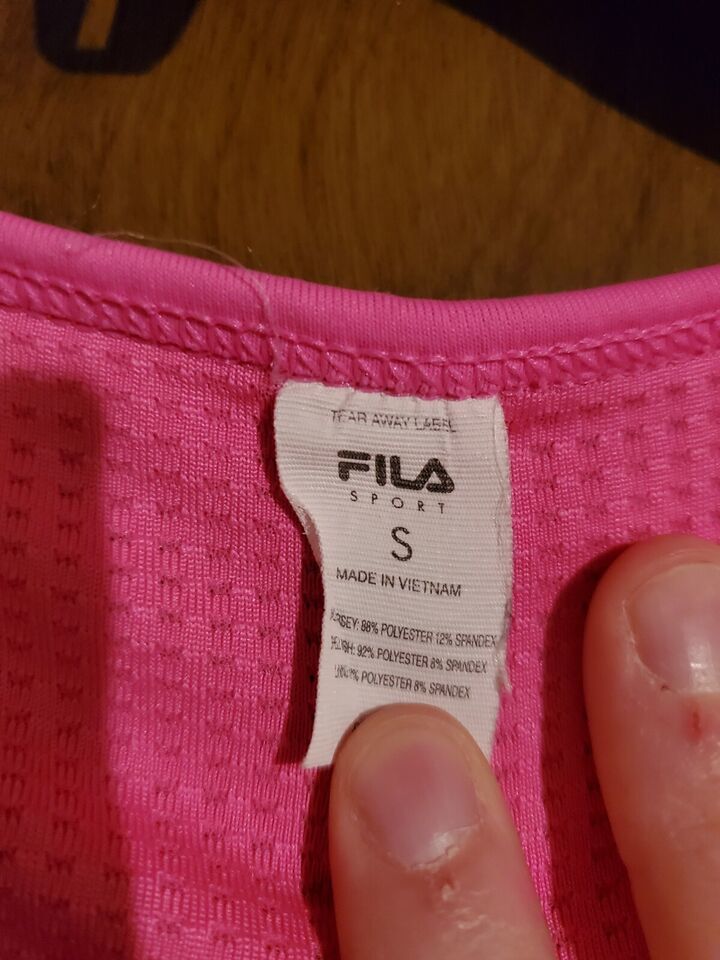 TEAR AWAY LABEL
FILA
SPORT
S
MADE IN VIETNAM
88% POLYESTER 12% SPANDEX
92% POLYESTER 8% SPANDEX
POLYESTER 8% SPANDEX